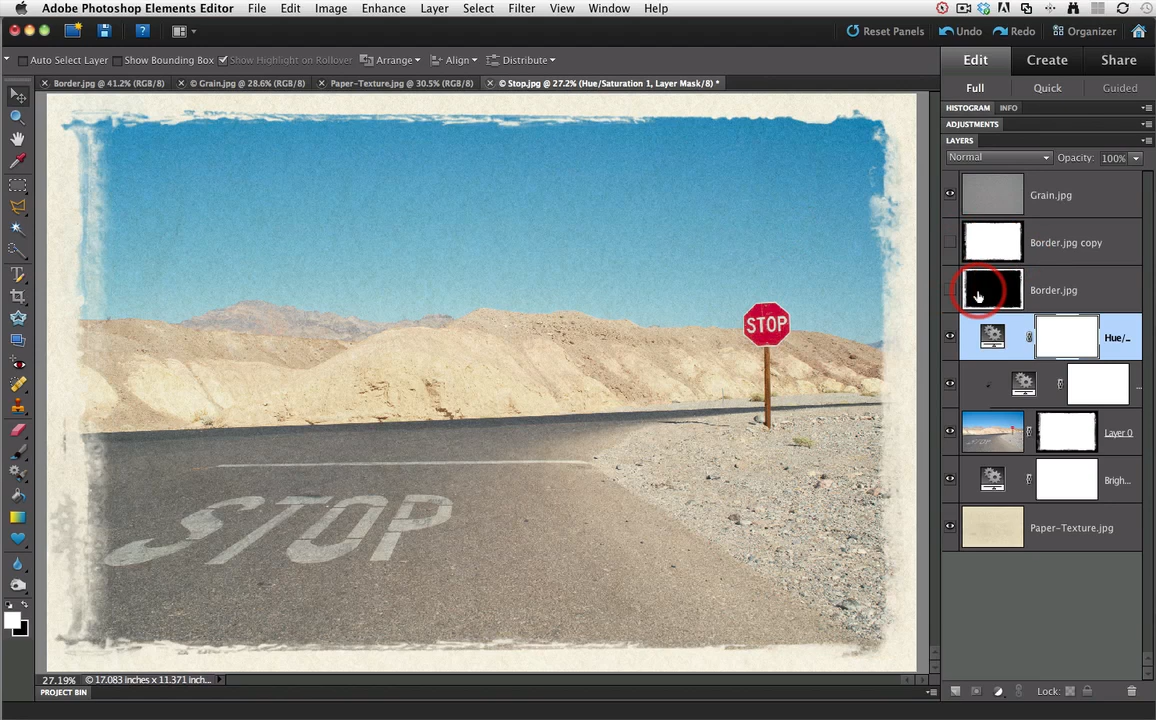 Adobe Photoshop Elements Editor File Edit Image Enhance Layer Select Filter View Window Help
Reset Panels Undo Redo Organizer
Auto Select Layer Show Bounding Box Show Highlight on Rollover Arrange Align Distribute
Edit Create Share
Border.jpg @ 41.2% (RGB/8) © Grain.jpg @ 28.6% (RGB/8) Paper-Texture.jpg @ 30.5% (RGB/8) © Stop.jpg @ 27.2% (Hue/Saturation 1, Layer Mask/8) *
Full Quick Guided
HISTOGRAM INFO
ADJUSTMENTS
LAYERS
Normal Opacity: 100%
Grain.jpg
Border.jpg copy
Border.jpg
STOP
Hue/...
...
Layer 0
STOP
Brigh...
Paper-Texture.jpg
27.19% © 17.083 inches x 11.371 inch...
PROJECT BIN
Lock: